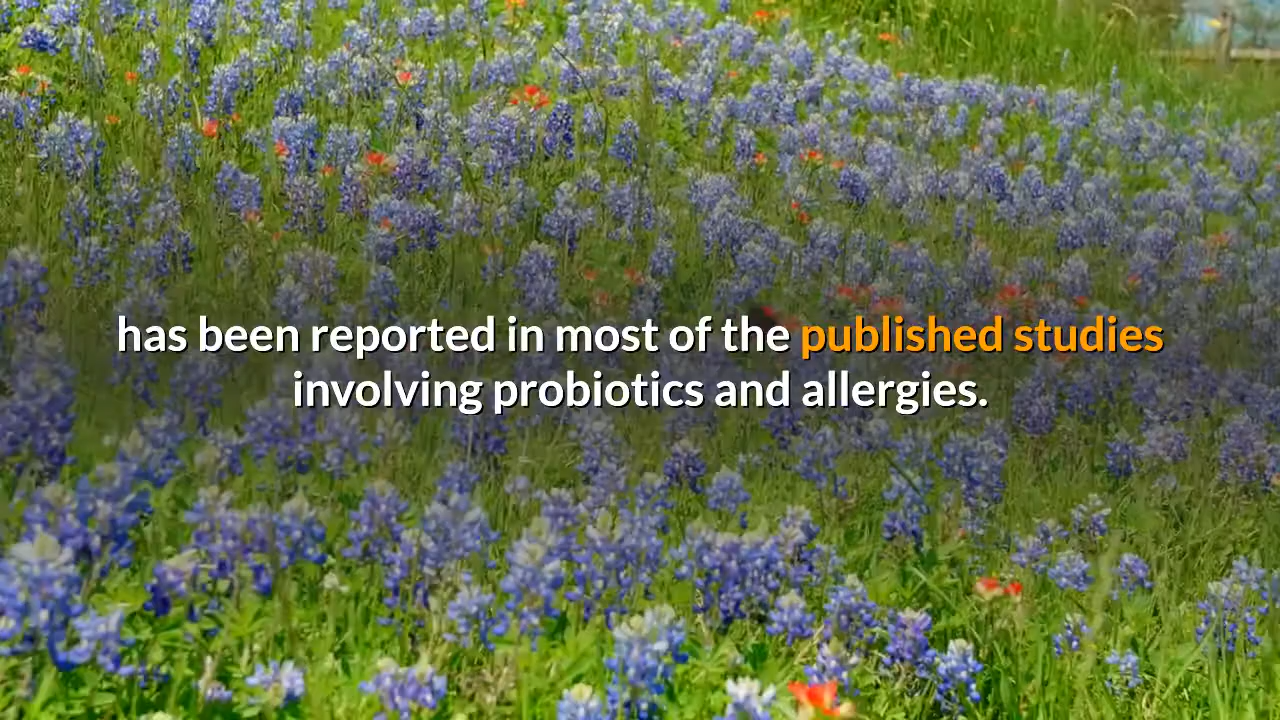 has been reported in most of the published studies
involving probiotics and allergies.